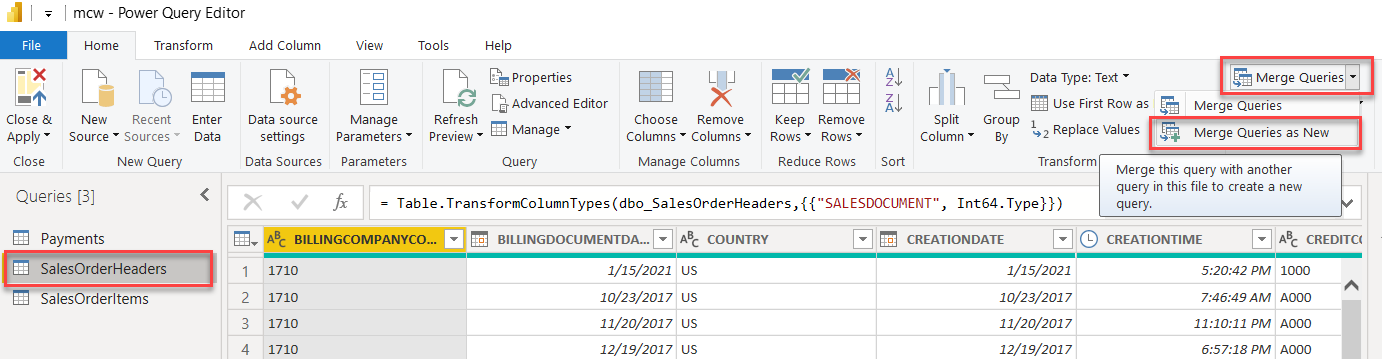 mcw - Power Query Editor
File Home Transform Add Column View Tools Help
Close &
Apply
New
Source
Recent
Sources
Enter
Data
Data source
settings
Manage
Parameters
Refresh
Preview
Properties
Advanced Editor
Manage
Choose
Columns
Remove
Columns
Keep
Rows
Remove
Rows
A
Z
Z
A
Split
Column
Group
By
Data Type: Text
Use First Row as
1 2 Replace Values
Merge Queries
Merge Queries
Merge Queries as New
Close New Query Data Sources Parameters Query Manage Columns Reduce Rows Sort Transform
Merge this query with another
query in this file to create a new
query.
Queries [3]
fx = Table.TransformColumnTypes(dbo_SalesOrderHeaders,{{"SALESDOCUMENT", Int64.Type}})
Payments
SalesOrderHeaders
SalesOrderItems
ABC BILLINGCOMPANYCO... BILLINGDOCUMENTDA... ABC COUNTRY CREATIONDATE CREATIONTIME ABC CREDITCO
1 1710 1/15/2021 US 1/15/2021 5:20:42 PM 1000
2 1710 10/23/2017 US 10/23/2017 7:46:49 AM A000
3 1710 11/20/2017 US 11/20/2017 11:10:11 PM A000
4 1710 12/19/2017 US 12/19/2017 6:57:18 PM A000